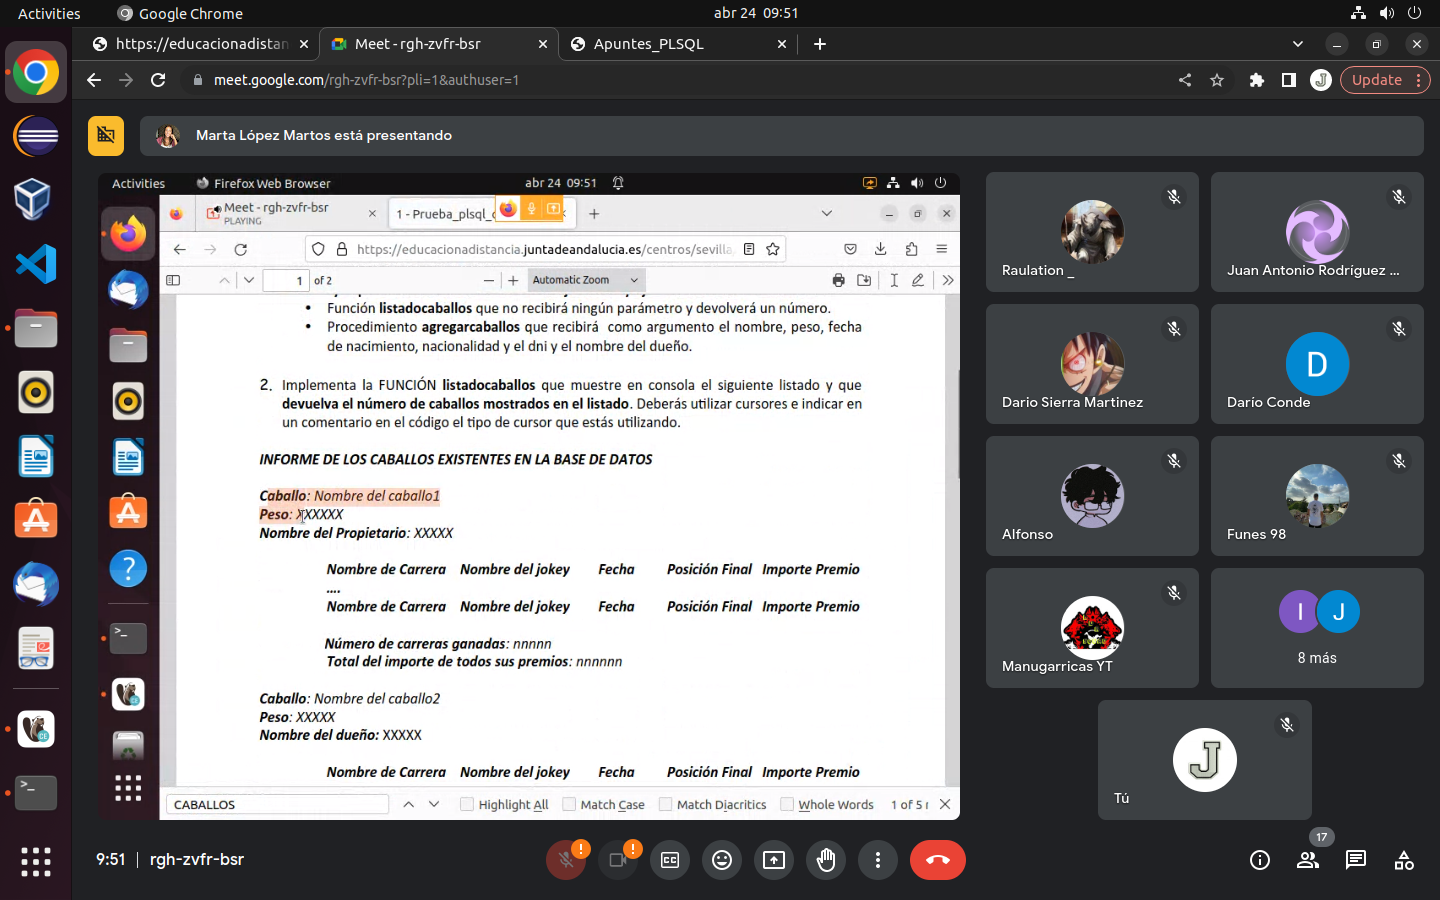 Activities
Google Chrome
abr 24 09:51
https://educacionadistan
Meet - rgh-zvfr-bsr
Apuntes_PLSQL
meet.google.com/rgh-zvfr-bsr?pli=1&authuser=1
Update
Marta López Martos está presentando
Activities
Firefox Web Browser
abr 24 09:51
Meet - rgh-zvfr-bsr
PLAYING
1 - Prueba_plsql_
https://educacionadistancia.juntadeandalucia.es/centros/sevilla
1
of 2
Automatic Zoom
• Función listadocaballos que no recibirá ningún parámetro y devolverá un número.
• Procedimiento agregarcaballos que recibirá como argumento el nombre, peso, fecha
de nacimiento, nacionalidad y el dni y el nombre del dueño.
2. Implementa la FUNCIÓN listadocaballos que muestre en consola el siguiente listado y que
devuelva el número de caballos mostrados en el listado. Deberás utilizar cursores e indicar en
un comentario en el código el tipo de cursor que estás utilizando.
INFORME DE LOS CABALLOS EXISTENTES EN LA BASE DE DATOS
Caballo: Nombre del caballo1
Peso: XXXXXX
Nombre del Propietario: XXXXX
Nombre de Carrera Nombre del jokey Fecha Posición Final Importe Premio
....
Nombre de Carrera Nombre del jokey Fecha Posición Final Importe Premio
Número de carreras ganadas: nnnnn
Total del importe de todos sus premios: nnnnnn
Caballo: Nombre del caballo2
Peso: XXXXX
Nombre del dueño: XXXXX
Nombre de Carrera Nombre del jokey Fecha Posición Final Importe Premio
CABALLOS
Highlight All
Match Case
Match Diacritics
Whole Words
1 of 5
Raulation _
Juan Antonio Rodríguez ...
Dario Sierra Martinez
D
Darío Conde
Alfonso
Funes 98
Manugarricas YT
I
J
8 más
J
Tú
9:51
rgh-zvfr-bsr
17